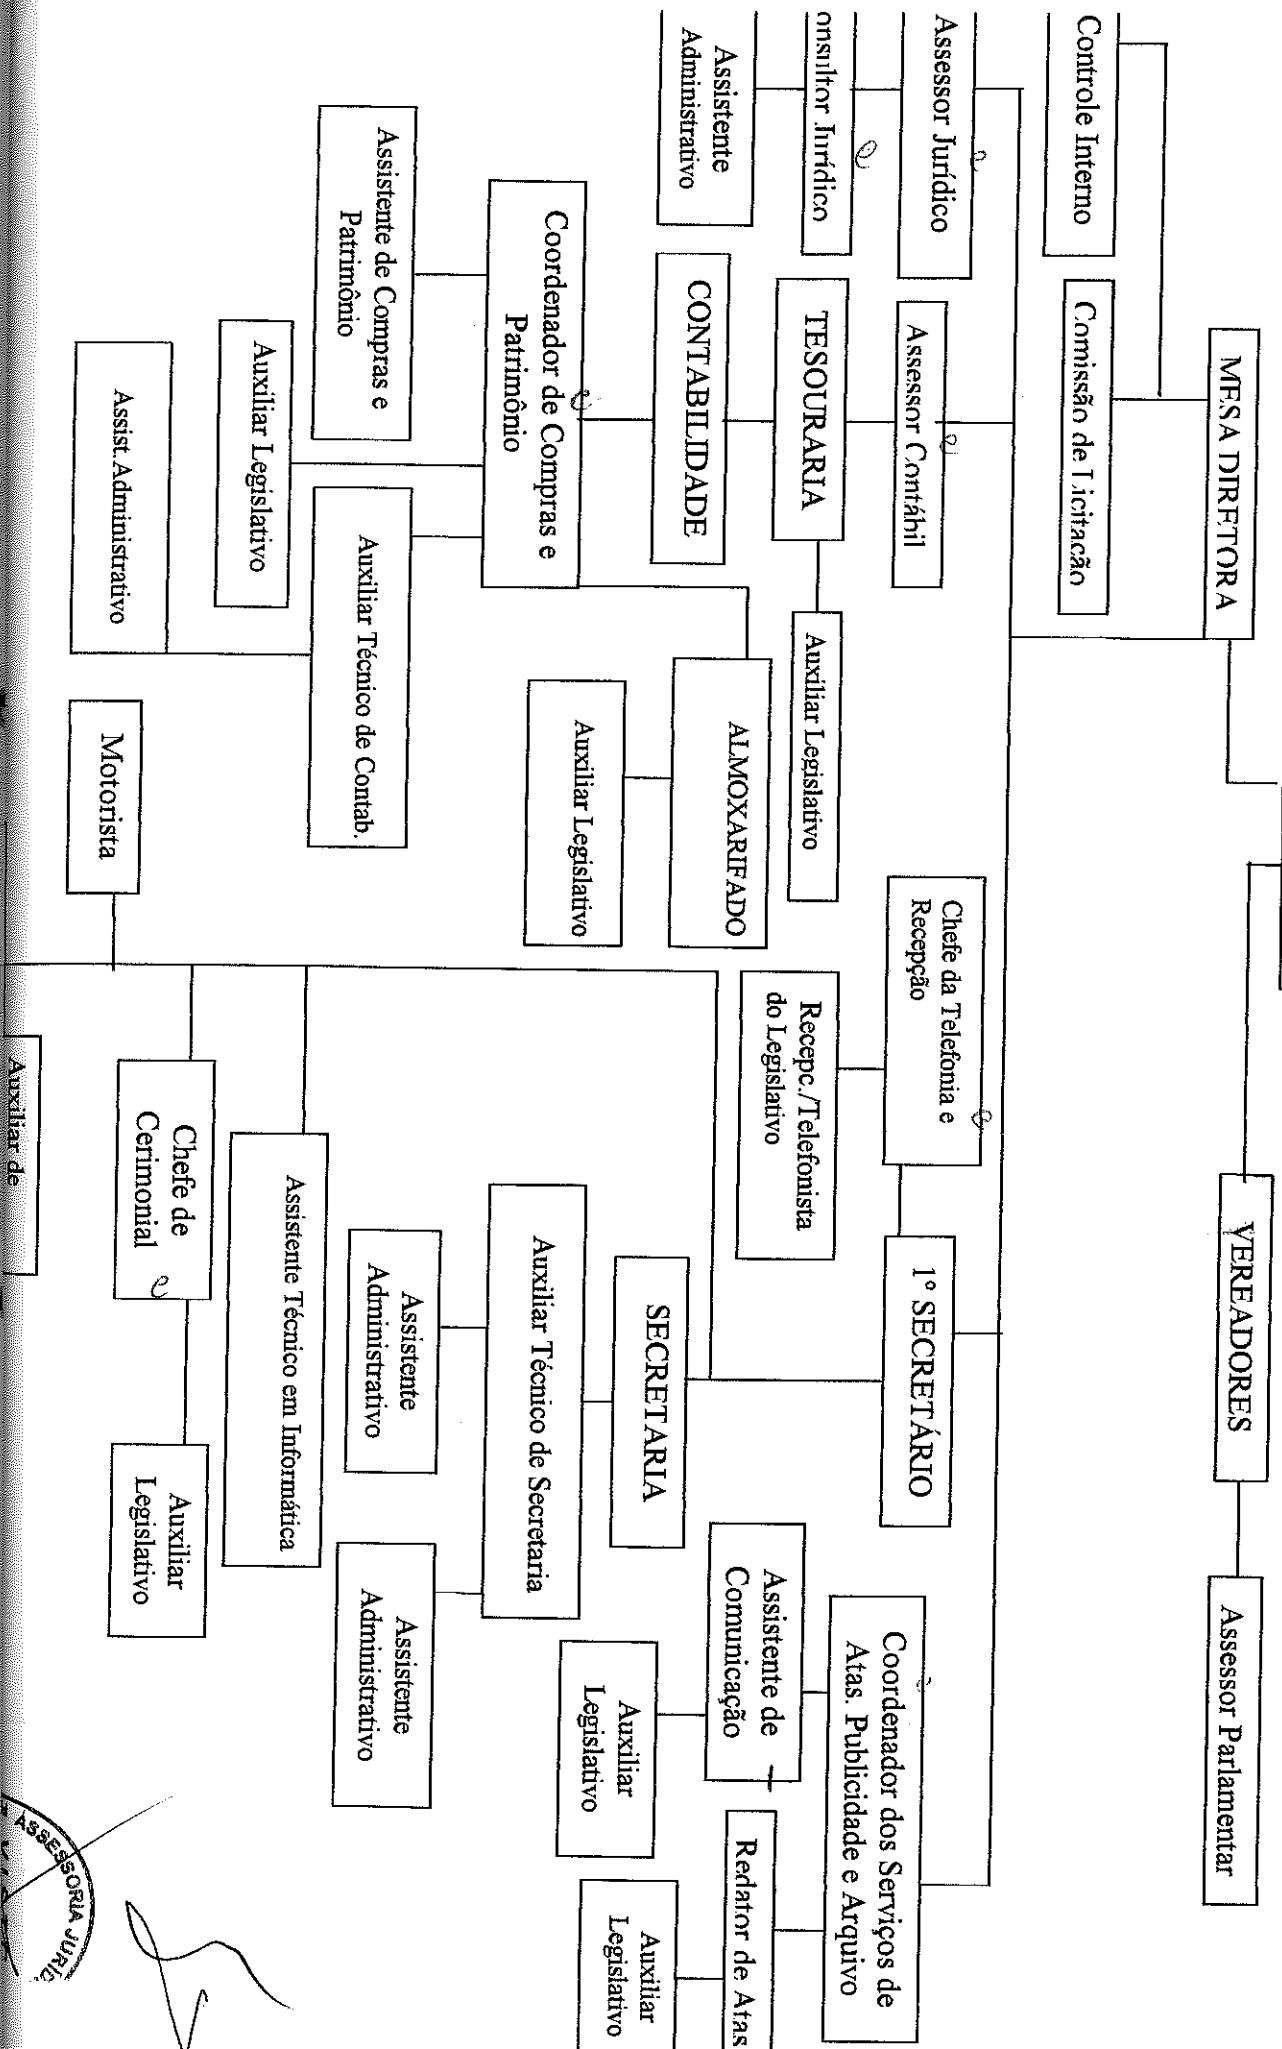 MESA DIRETORA
VEREADORES
Assessor Parlamentar
Controle Interno
Comissão de Licitação
Assessor Jurídico
Assessor Contábil
Chefe da Telefonia e
Recepção
1° SECRETÁRIO
Coordenador dos Serviços de
Atas. Publicidade e Arquivo
onsultor Jurídico
TESOURARIA
Auxiliar Legislativo
Recepc./Telefonista
do Legislativo
Assistente de
Comunicação
Redator de Atas
Assistente
Administrativo
CONTABILIDADE
ALMOXARIFADO
SECRETARIA
Auxiliar
Legislativo
Auxiliar
Legislativo
Coordenador de Compras e
Patrimônio
Auxiliar Legislativo
Auxiliar Técnico de Secretaria
Assistente de Compras e
Patrimônio
Auxiliar Técnico de Contab.
Assistente
Administrativo
Assistente
Administrativo
Auxiliar Legislativo
Assistente Técnico em Informática
Assist.Administrativo
Motorista
Chefe de
Cerimonial
Auxiliar
Legislativo
Auxiliar de
ASSESSORIA JURÍD